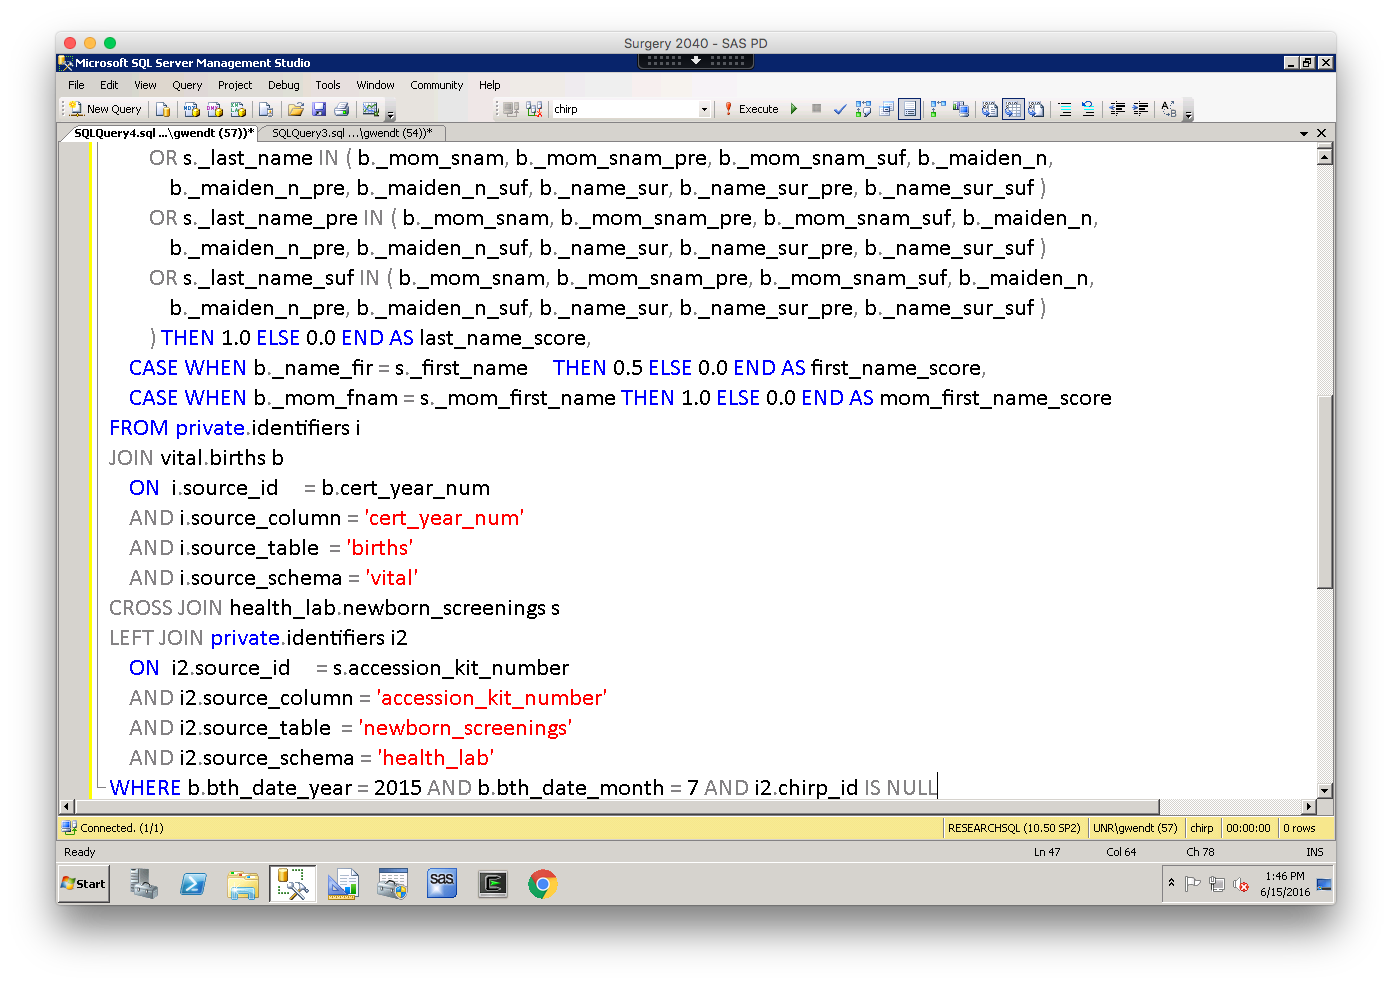 Surgery 2040 - SAS PD
Microsoft SQL Server Management Studio
File Edit View Query Project Debug Tools Window Community Help
New Query chirp Execute
SQLQuery4.sql ...\gwendt (57))* SQLQuery3.sql ...\gwendt (54))*
OR s._last_name IN ( b._mom_snam, b._mom_snam_pre, b._mom_snam_suf, b._maiden_n,
b._maiden_n_pre, b._maiden_n_suf, b._name_sur, b._name_sur_pre, b._name_sur_suf )
OR s._last_name_pre IN ( b._mom_snam, b._mom_snam_pre, b._mom_snam_suf, b._maiden_n,
b._maiden_n_pre, b._maiden_n_suf, b._name_sur, b._name_sur_pre, b._name_sur_suf )
OR s._last_name_suf IN ( b._mom_snam, b._mom_snam_pre, b._mom_snam_suf, b._maiden_n,
b._maiden_n_pre, b._maiden_n_suf, b._name_sur, b._name_sur_pre, b._name_sur_suf )
) THEN 1.0 ELSE 0.0 END AS last_name_score,
CASE WHEN b._name_fir = s._first_name THEN 0.5 ELSE 0.0 END AS first_name_score,
CASE WHEN b._mom_fnam = s._mom_first_name THEN 1.0 ELSE 0.0 END AS mom_first_name_score
FROM private.identifiers i
JOIN vital.births b
ON i.source_id = b.cert_year_num
AND i.source_column = 'cert_year_num'
AND i.source_table = 'births'
AND i.source_schema = 'vital'
CROSS JOIN health_lab.newborn_screenings s
LEFT JOIN private.identifiers i2
ON i2.source_id = s.accession_kit_number
AND i2.source_column = 'accession_kit_number'
AND i2.source_table = 'newborn_screenings'
AND i2.source_schema = 'health_lab'
WHERE b.bth_date_year = 2015 AND b.bth_date_month = 7 AND i2.chirp_id IS NULL
Connected. (1/1) RESEARCHSQL (10.50 SP2) UNR\gwendt (57) chirp 00:00:00 0 rows
Ready Ln 47 Col 64 Ch 78 INS
Start sas 1:46 PM
6/15/2016